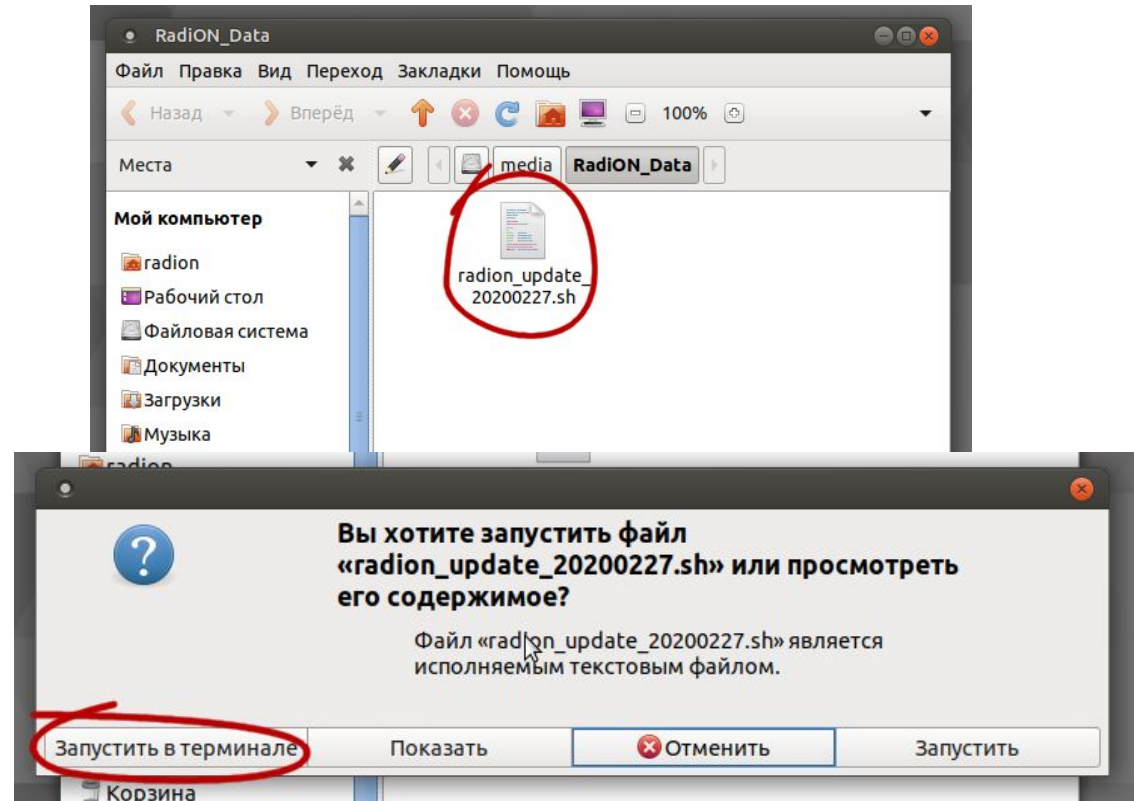 RadiON_Data
Файл Правка Вид Переход Закладки Помощь
Назад Вперёд 100%
Места media RadiON_Data
Мой компьютер
radion
Рабочий стол
Файловая система
Документы
Загрузки
Музыка
radion_update_
20200227.sh
radion
Вы хотите запустить файл
«radion_update_20200227.sh» или просмотреть
его содержимое?
Файл «radion_update_20200227.sh» является
исполняемым текстовым файлом.
Запустить в терминале Показать Отменить Запустить
Корзина